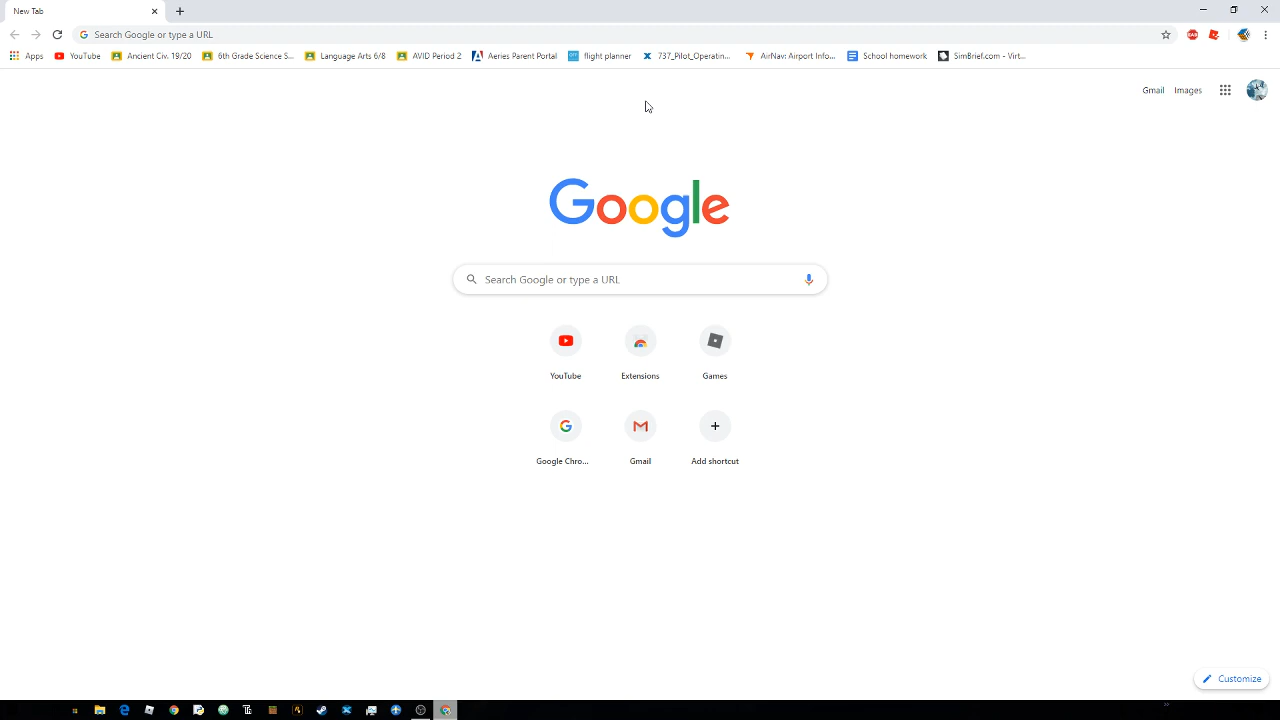 New Tab
Search Google or type a URL
Apps YouTube Ancient Civ. 19/20 6th Grade Science S... Language Arts 6/8 AVID Period 2 Aeries Parent Portal flight planner 737_Pilot_Operatin... AirNav: Airport Info... School homework SimBrief.com - Virt...
Gmail Images
Google
Search Google or type a URL
YouTube Extensions Games
Google Chro... Gmail Add shortcut
Customize